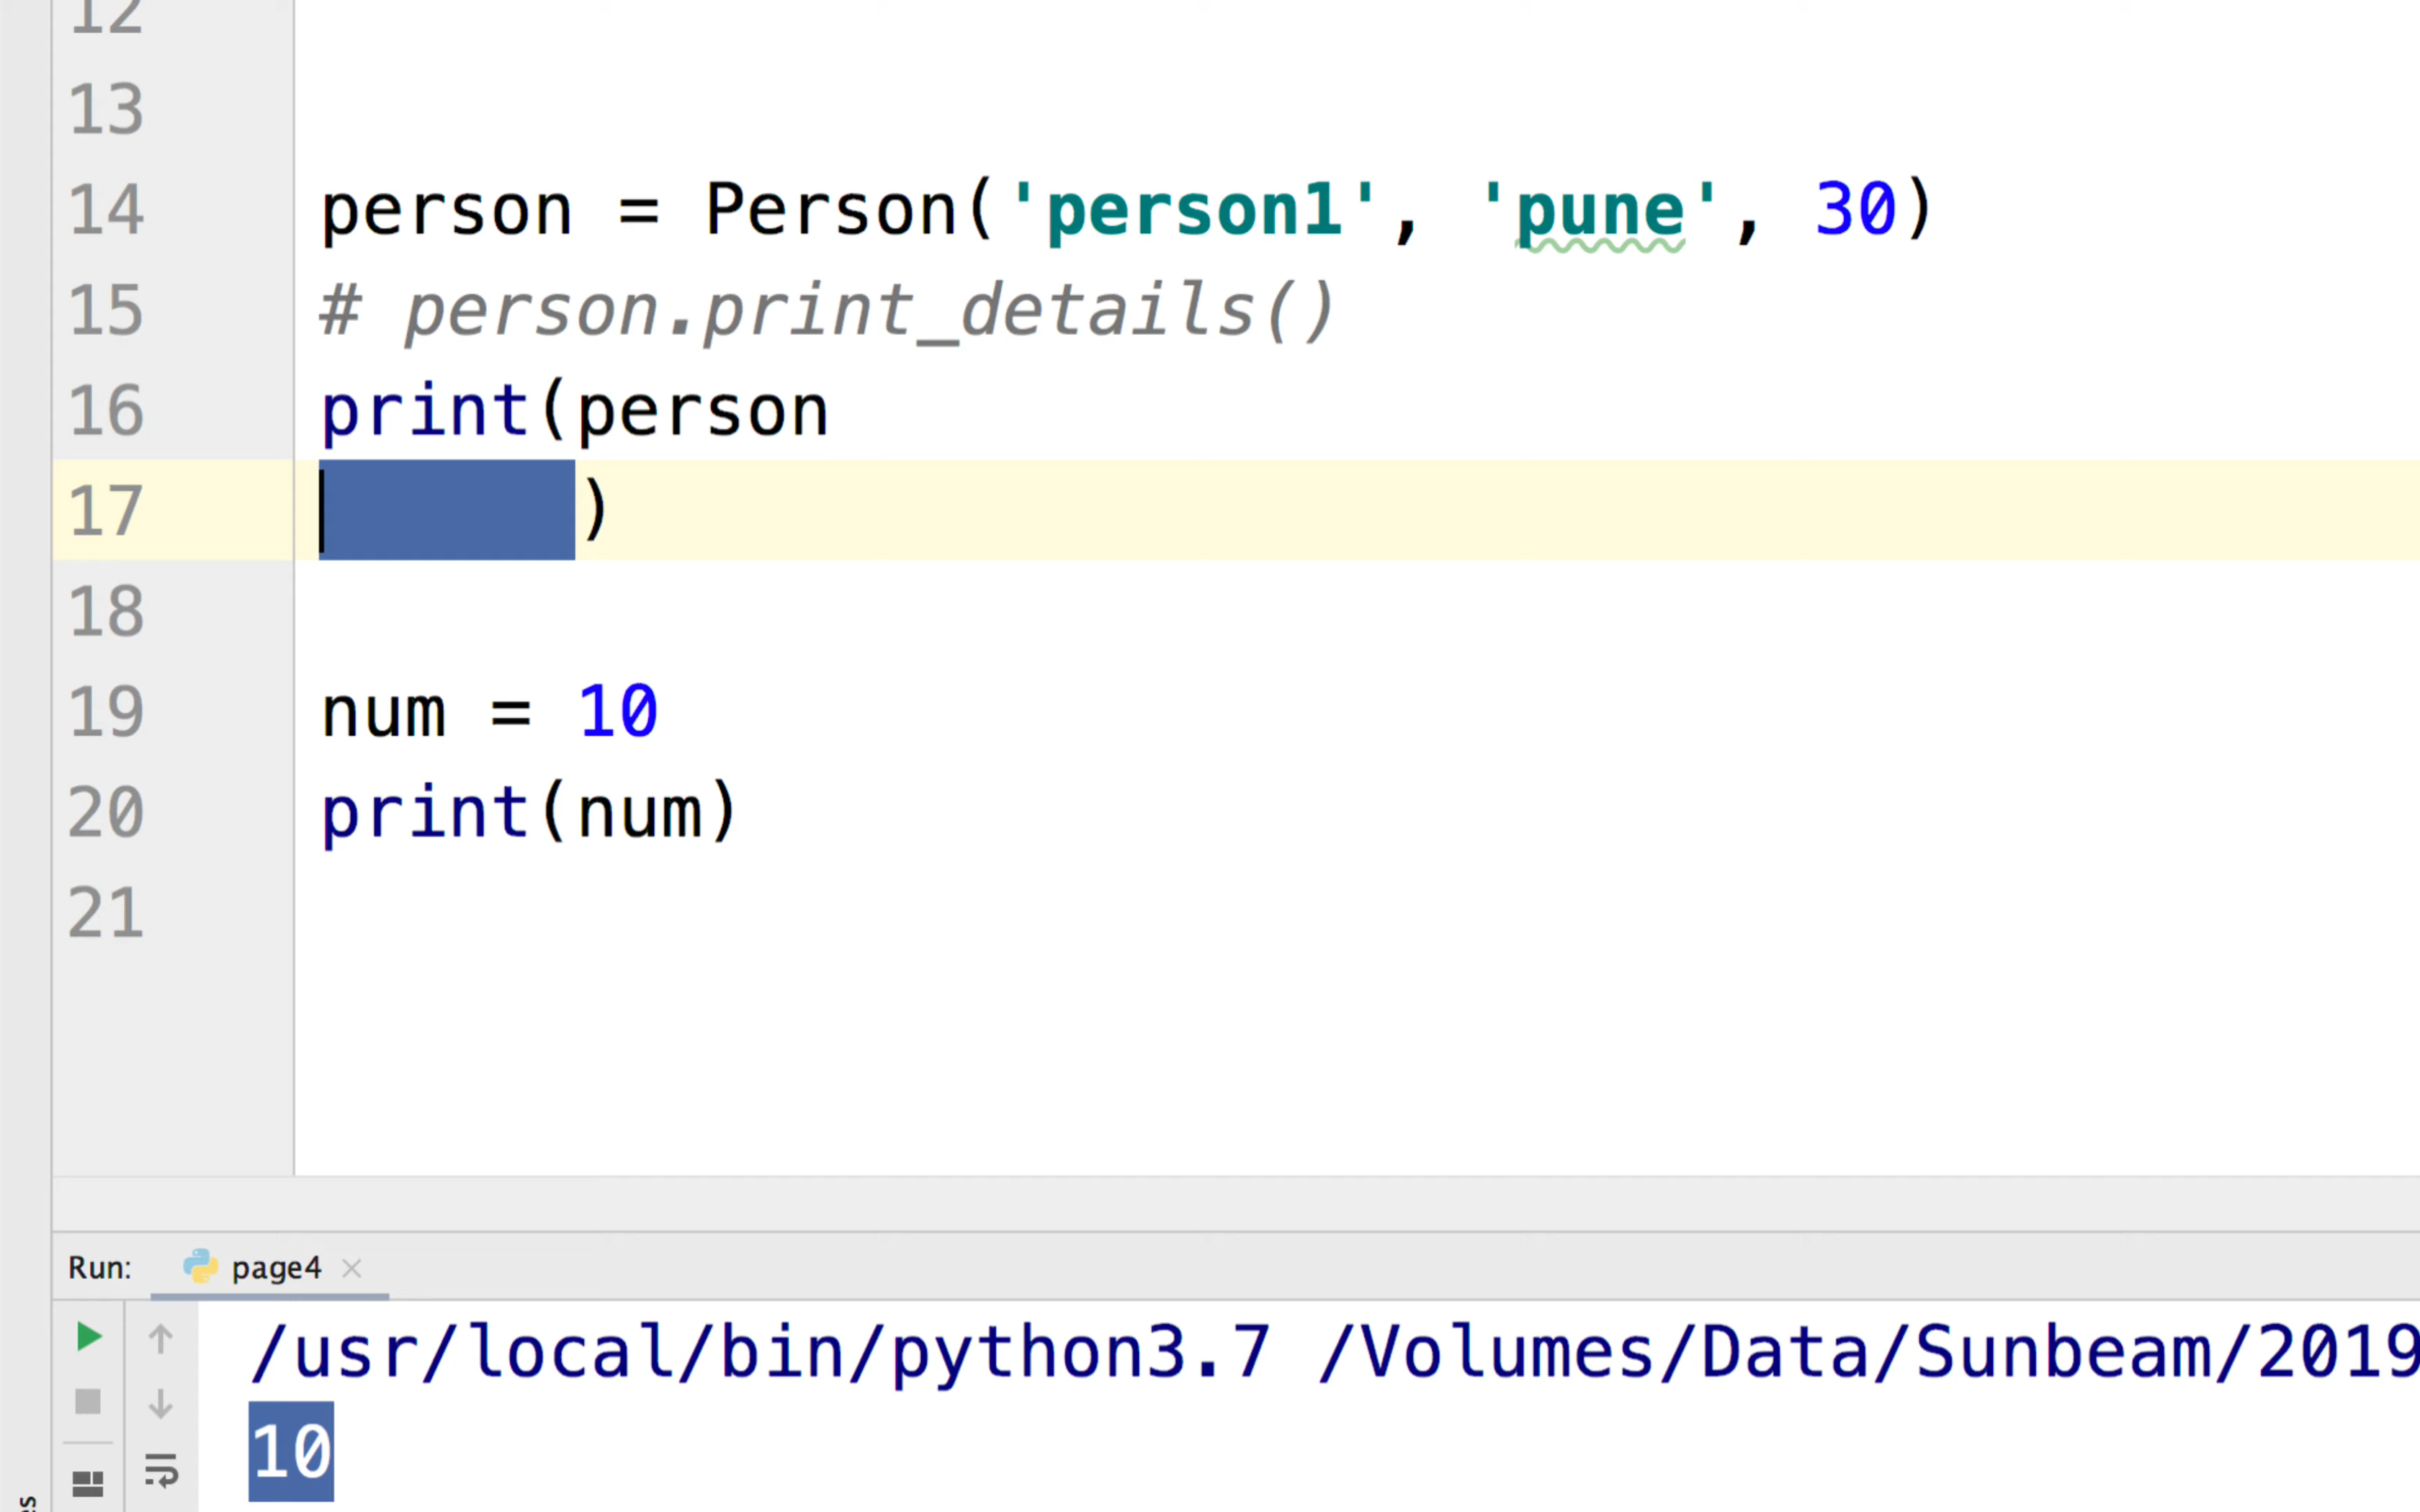 12
13
14 person = Person('person1', 'pune', 30)
15 # person.print_details()
16 print(person
17 )
18
19 num = 10
20 print(num)
21
Run: page4
/usr/local/bin/python3.7 /Volumes/Data/Sunbeam/2019
10